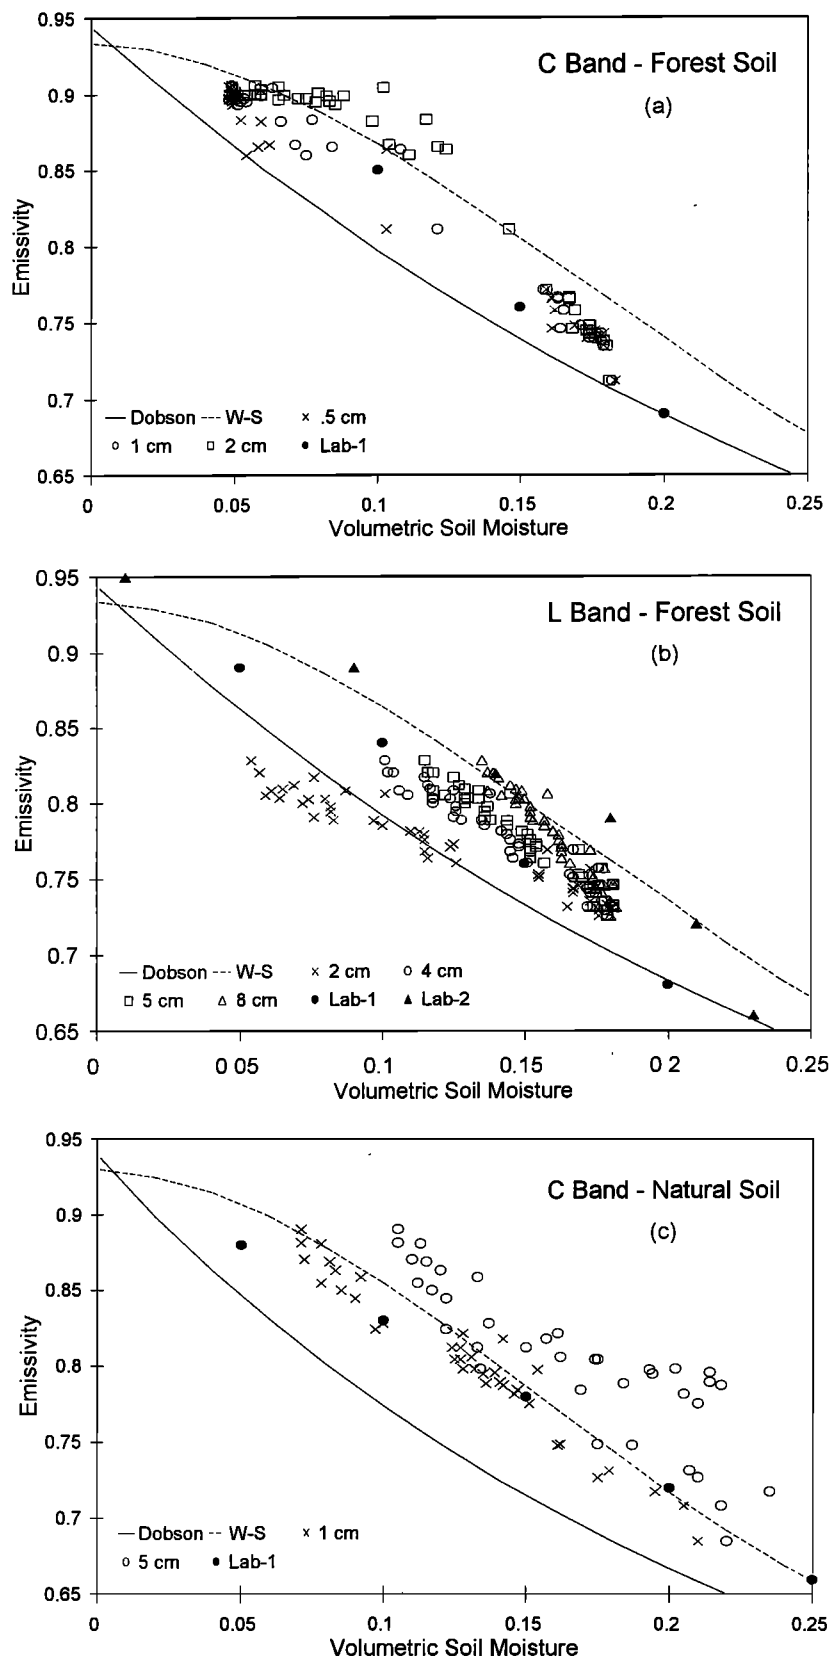 0.95
C Band - Forest Soil
(a)
0.9
0.85
Emissivity
0.8
0.75
0.7
Dobson W-S .5 cm
1 cm 2 cm Lab-1
0.65
0 0.05 0.1 0.15 0.2 0.25
Volumetric Soil Moisture
0.95
L Band - Forest Soil
(b)
0.9
0.85
Emissivity
0.8
0.75
0.7
Dobson W-S 2 cm 4 cm
5 cm 8 cm Lab-1 Lab-2
0.65
0 0 05 0.1 0.15 0 2 0.25
Volumetric Soil Moisture
0.95
C Band - Natural Soil
(c)
0.9
0.85
Emissivity
0.8
0.75
0.7
Dobson W-S 1 cm
5 cm Lab-1
0.65
0 0.05 0.1 0.15 0.2 0.25
Volumetric Soil Moisture